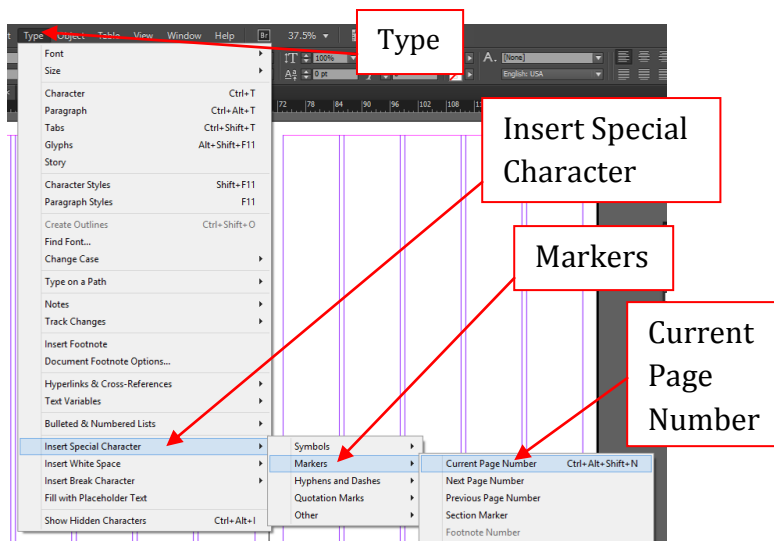 Type Object Table View Window Help Br 37.5%
Type
Font
Size
100%
A. [None]
0 pt
English: USA
Character Ctrl+T
Paragraph Ctrl+Alt+T
Tabs Ctrl+Shift+T
Glyphs Alt+Shift+F11
Story
72 78 84 90 96 102 108
Insert Special
Character
Character Styles Shift+F11
Paragraph Styles F11
Create Outlines Ctrl+Shift+O
Find Font...
Change Case
Markers
Type on a Path
Notes
Track Changes
Insert Footnote
Document Footnote Options...
Current
Page
Number
Hyperlinks & Cross-References
Text Variables
Bulleted & Numbered Lists
Insert Special Character
Insert White Space
Insert Break Character
Fill with Placeholder Text
Show Hidden Characters Ctrl+Alt+I
Symbols
Markers
Hyphens and Dashes
Quotation Marks
Other
Current Page Number Ctrl+Alt+Shift+N
Next Page Number
Previous Page Number
Section Marker
Footnote Number